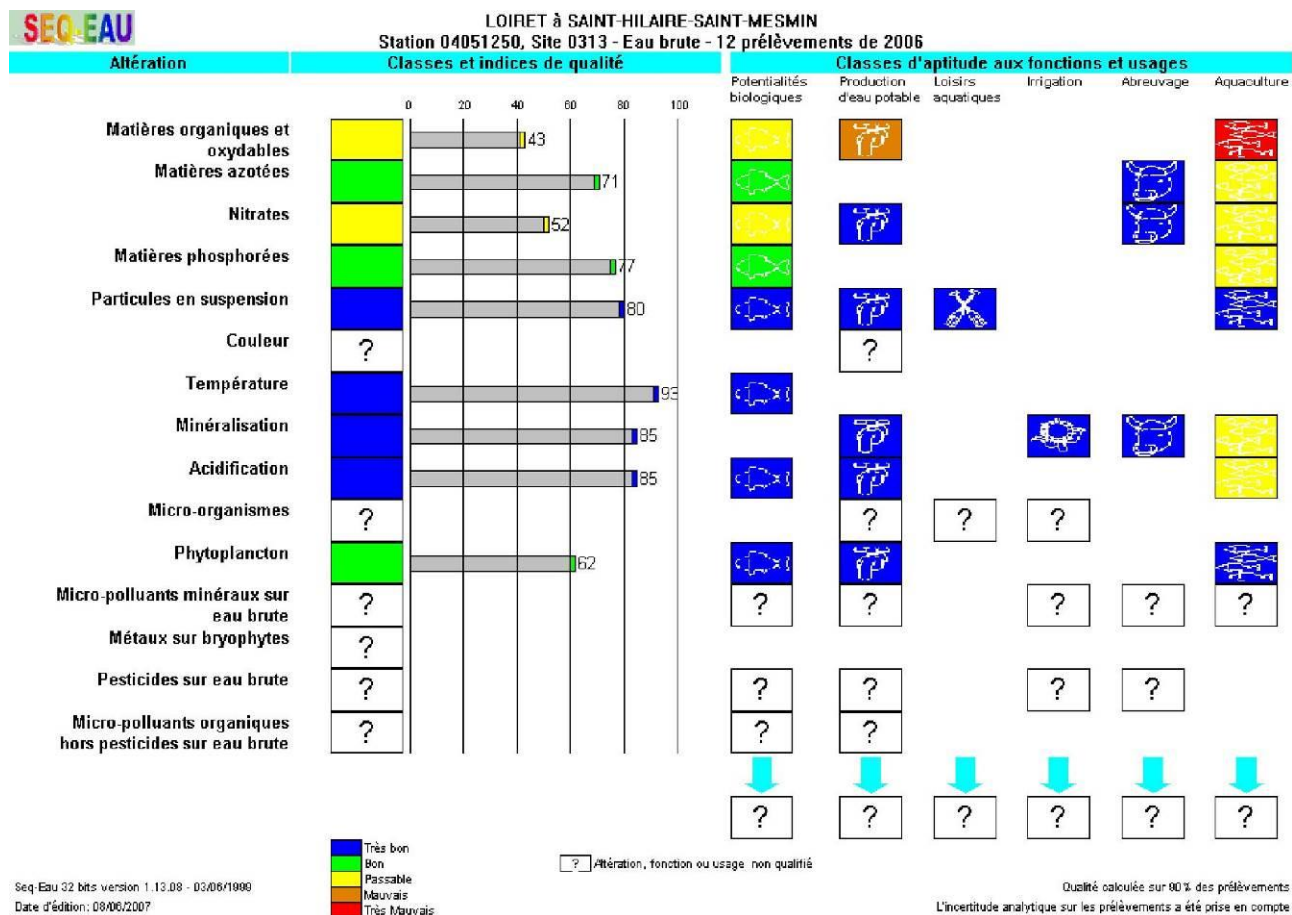 SEQ-EAU
LOIRET à SAINT-HILAIRE-SAINT-MESMIN
Station 04051250, Site 0313 - Eau brute - 12 prélèvements de 2006
Altération
Classes et indices de qualité
Classes d'aptitude aux fonctions et usages
Potentialités biologiques
Production d'eau potable
Loisirs aquatiques
Irrigation
Abreuvage
Aquaculture
0 20 40 60 80 100
Matières organiques et
oxydables
43
Matières azotées
71
Nitrates
52
Matières phosphorées
77
Particules en suspension
80
Couleur
? ?
Température
93
Minéralisation
85
Acidification
85
Micro-organismes
? ? ? ?
Phytoplancton
62
Micro-polluants minéraux sur
eau brute
? ? ? ? ? ?
Métaux sur bryophytes
?
Pesticides sur eau brute
? ? ? ? ?
Micro-polluants organiques
hors pesticides sur eau brute
? ? ?
? ? ? ? ? ?
Très bon
Bon
Passable
Mauvais
Très Mauvais
? Altération, fonction ou usage non qualifié
Seq-Eau 32 bits version 1.13.08 - 03/06/1999
Date d'édition: 08/06/2007
Qualité calculée sur 90 % des prélèvements
L'incertitude analytique sur les prélèvements a été prise en compte